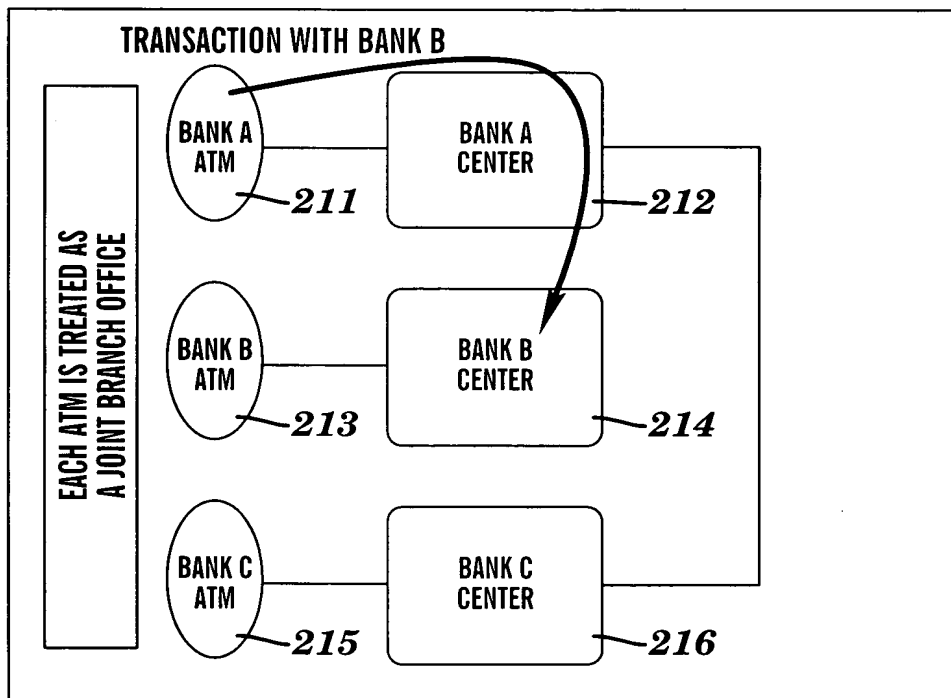 TRANSACTION WITH BANK B
EACH ATM IS TREATED AS
A JOINT BRANCH OFFICE
BANK A
ATM
211
BANK A
CENTER
212
BANK B
ATM
213
BANK B
CENTER
214
BANK C
ATM
215
BANK C
CENTER
216